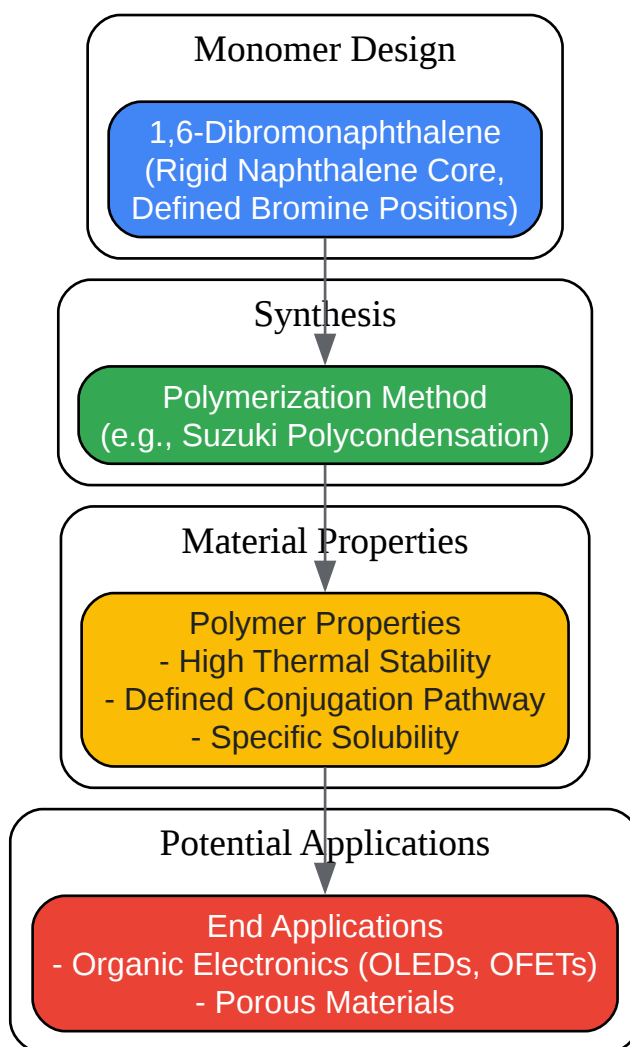 Monomer Design
1,6-Dibromonaphthalene
(Rigid Naphthalene Core,
Defined Bromine Positions)
Synthesis
Polymerization Method
(e.g., Suzuki Polycondensation)
Material Properties
Polymer Properties
- High Thermal Stability
- Defined Conjugation Pathway
- Specific Solubility
Potential Applications
End Applications
- Organic Electronics (OLEDs, OFETs)
- Porous Materials